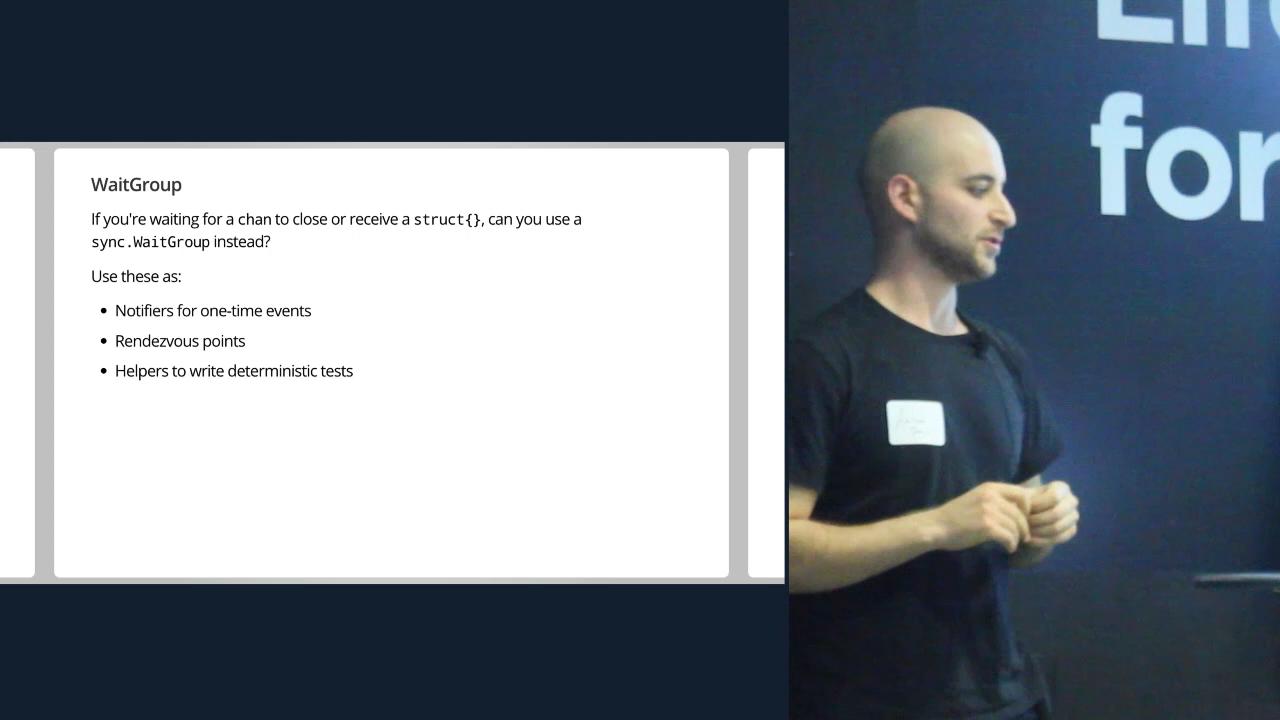 WaitGroup
If you're waiting for a chan to close or receive a struct{}, can you use a
sync.WaitGroup instead?
Use these as:
• Notifiers for one-time events
• Rendezvous points
• Helpers to write deterministic tests
for